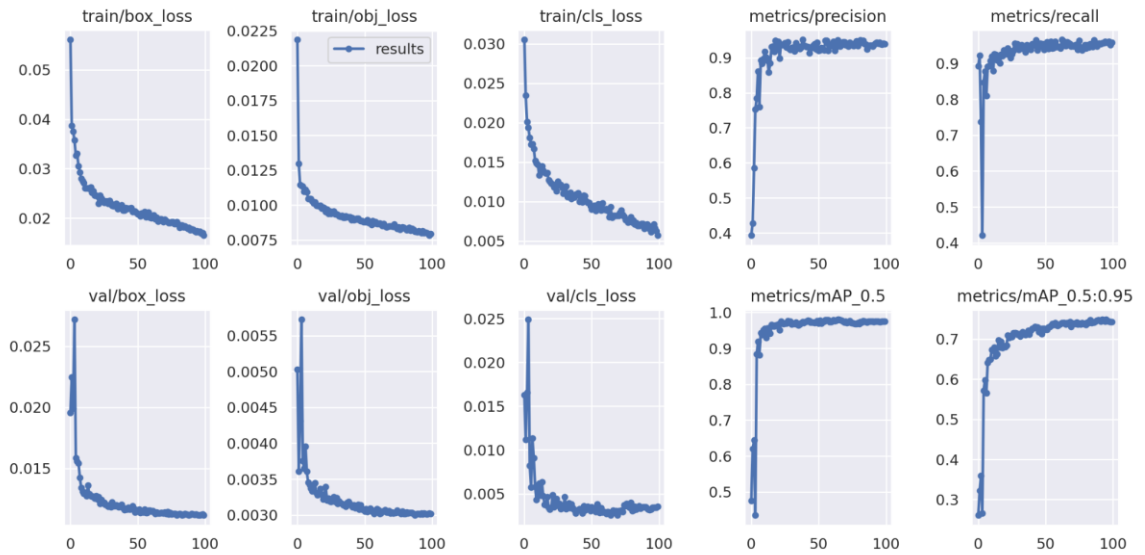 train/box_loss
0.05
0.04
0.03
0.02
0 50 100
train/obj_loss
results
0.0225
0.0200
0.0175
0.0150
0.0125
0.0100
0.0075
0 50 100
train/cls_loss
0.030
0.025
0.020
0.015
0.010
0.005
0 50 100
metrics/precision
0.9
0.8
0.7
0.6
0.5
0.4
0 50 100
metrics/recall
0.9
0.8
0.7
0.6
0.5
0.4
0 50 100
val/box_loss
0.025
0.020
0.015
0 50 100
val/obj_loss
0.0055
0.0050
0.0045
0.0040
0.0035
0.0030
0 50 100
val/cls_loss
0.025
0.020
0.015
0.010
0.005
0 50 100
metrics/mAP_0.5
1.0
0.9
0.8
0.7
0.6
0.5
0 50 100
metrics/mAP_0.5:0.95
0.7
0.6
0.5
0.4
0.3
0 50 100